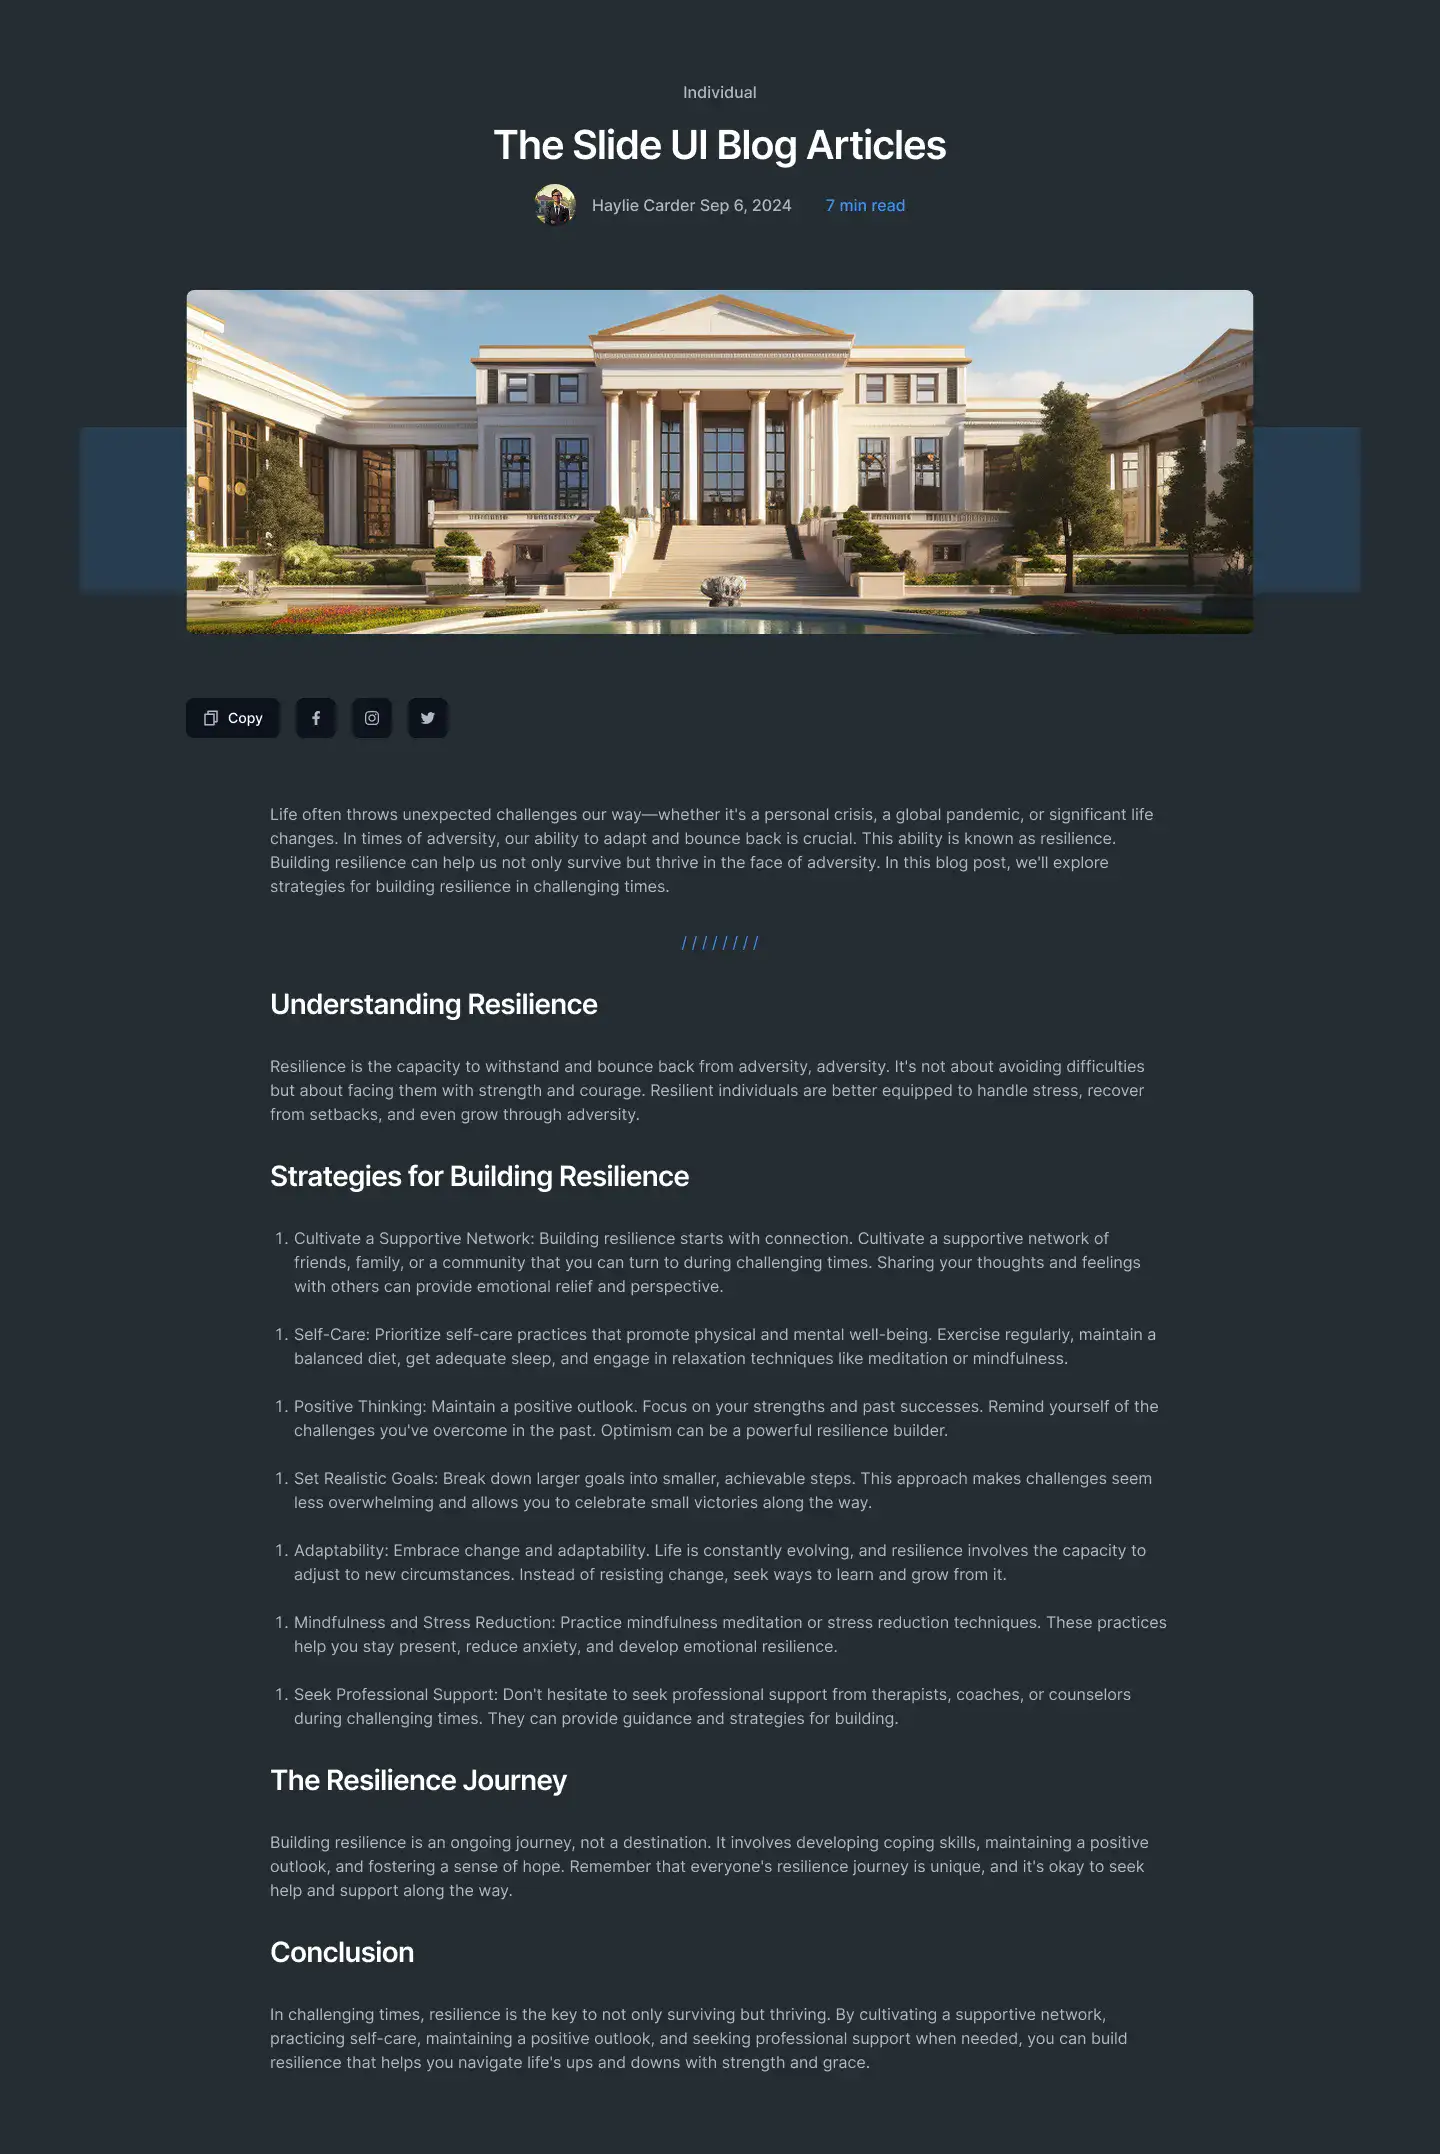 Individual
The Slide UI Blog Articles
Haylie Carder Sep 6, 2024 7 min read
Copy
Life often throws unexpected challenges our way—whether it's a personal crisis, a global pandemic, or significant life
changes. In times of adversity, our ability to adapt and bounce back is crucial. This ability is known as resilience.
Building resilience can help us not only survive but thrive in the face of adversity. In this blog post, we'll explore
strategies for building resilience in challenging times.
/ / / / / / / /
Understanding Resilience
Resilience is the capacity to withstand and bounce back from adversity, adversity. It's not about avoiding difficulties
but about facing them with strength and courage. Resilient individuals are better equipped to handle stress, recover
from setbacks, and even grow through adversity.
Strategies for Building Resilience
1. Cultivate a Supportive Network: Building resilience starts with connection. Cultivate a supportive network of
friends, family, or a community that you can turn to during challenging times. Sharing your thoughts and feelings
with others can provide emotional relief and perspective.
1. Self-Care: Prioritize self-care practices that promote physical and mental well-being. Exercise regularly, maintain a
balanced diet, get adequate sleep, and engage in relaxation techniques like meditation or mindfulness.
1. Positive Thinking: Maintain a positive outlook. Focus on your strengths and past successes. Remind yourself of the
challenges you've overcome in the past. Optimism can be a powerful resilience builder.
1. Set Realistic Goals: Break down larger goals into smaller, achievable steps. This approach makes challenges seem
less overwhelming and allows you to celebrate small victories along the way.
1. Adaptability: Embrace change and adaptability. Life is constantly evolving, and resilience involves the capacity to
adjust to new circumstances. Instead of resisting change, seek ways to learn and grow from it.
1. Mindfulness and Stress Reduction: Practice mindfulness meditation or stress reduction techniques. These practices
help you stay present, reduce anxiety, and develop emotional resilience.
1. Seek Professional Support: Don't hesitate to seek professional support from therapists, coaches, or counselors
during challenging times. They can provide guidance and strategies for building.
The Resilience Journey
Building resilience is an ongoing journey, not a destination. It involves developing coping skills, maintaining a positive
outlook, and fostering a sense of hope. Remember that everyone's resilience journey is unique, and it's okay to seek
help and support along the way.
Conclusion
In challenging times, resilience is the key to not only surviving but thriving. By cultivating a supportive network,
practicing self-care, maintaining a positive outlook, and seeking professional support when needed, you can build
resilience that helps you navigate life's ups and downs with strength and grace.